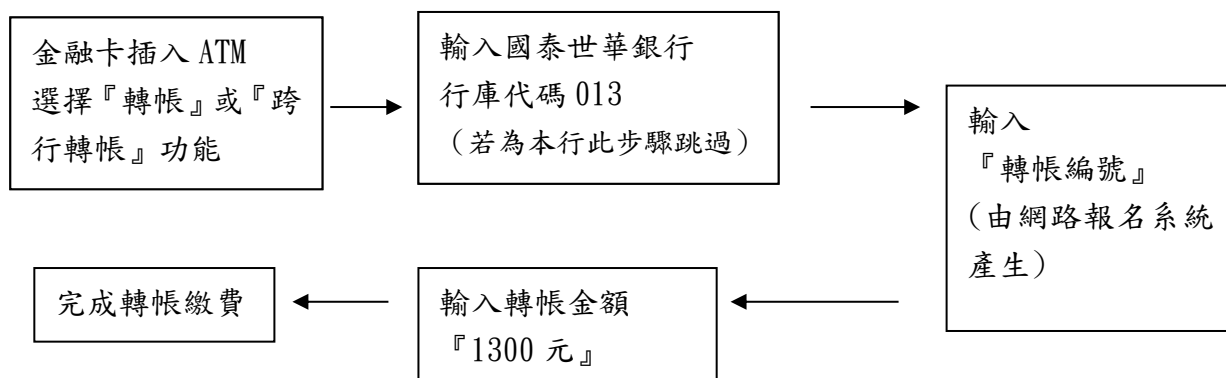 金融卡插入 ATM
選擇『轉帳』或『跨
行轉帳』功能
輸入國泰世華銀行
行庫代碼 013
（若為本行此步驟跳過）
輸入
『轉帳編號』
(由網路報名系統
產生)
輸入轉帳金額
『1300 元』
完成轉帳繳費